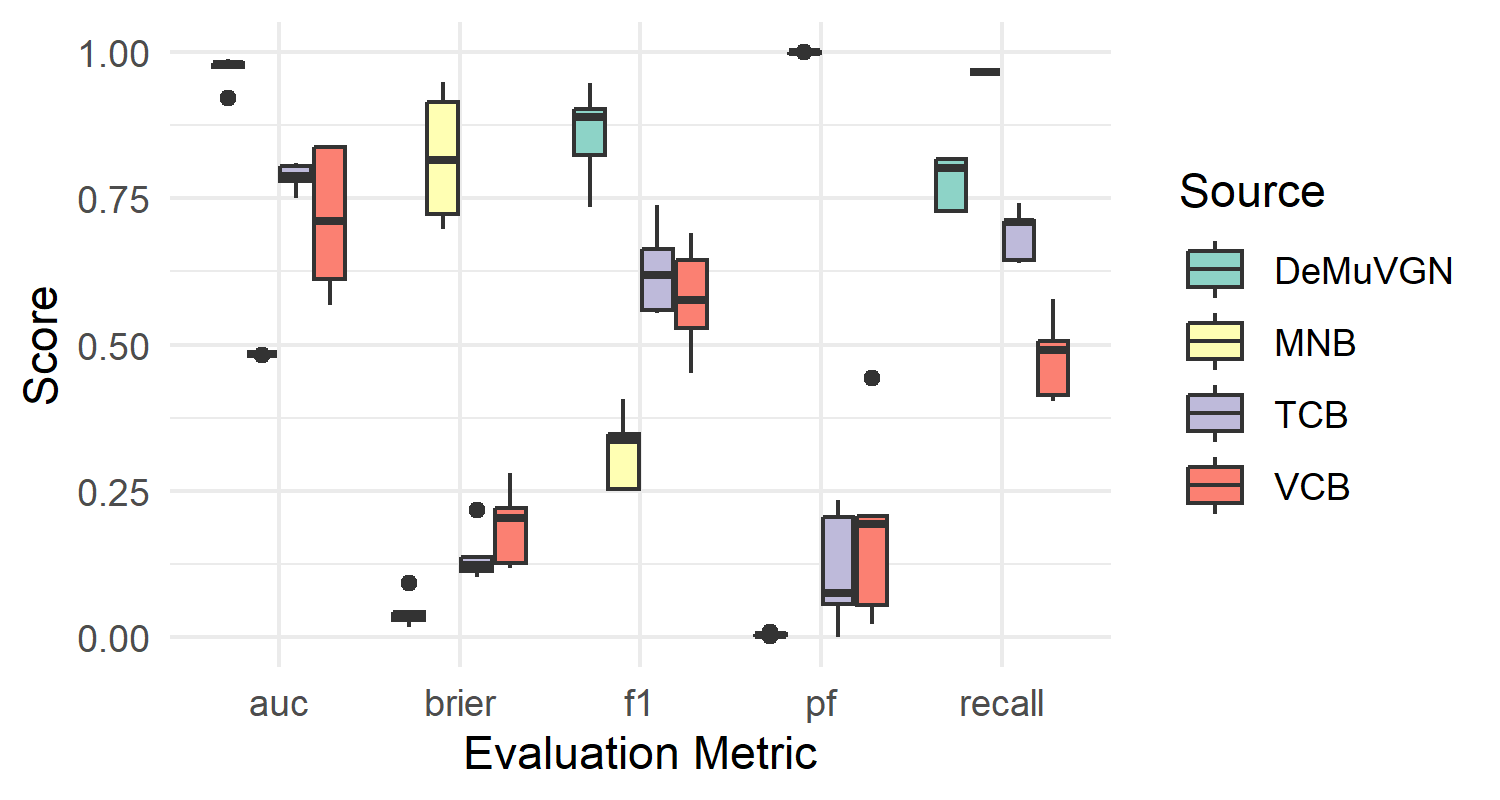 1.00
0.75
0.50
0.25
0.00
Score
auc brier f1 pf recall
Evaluation Metric
Source
DeMuVGN
MNB
TCB
VCB